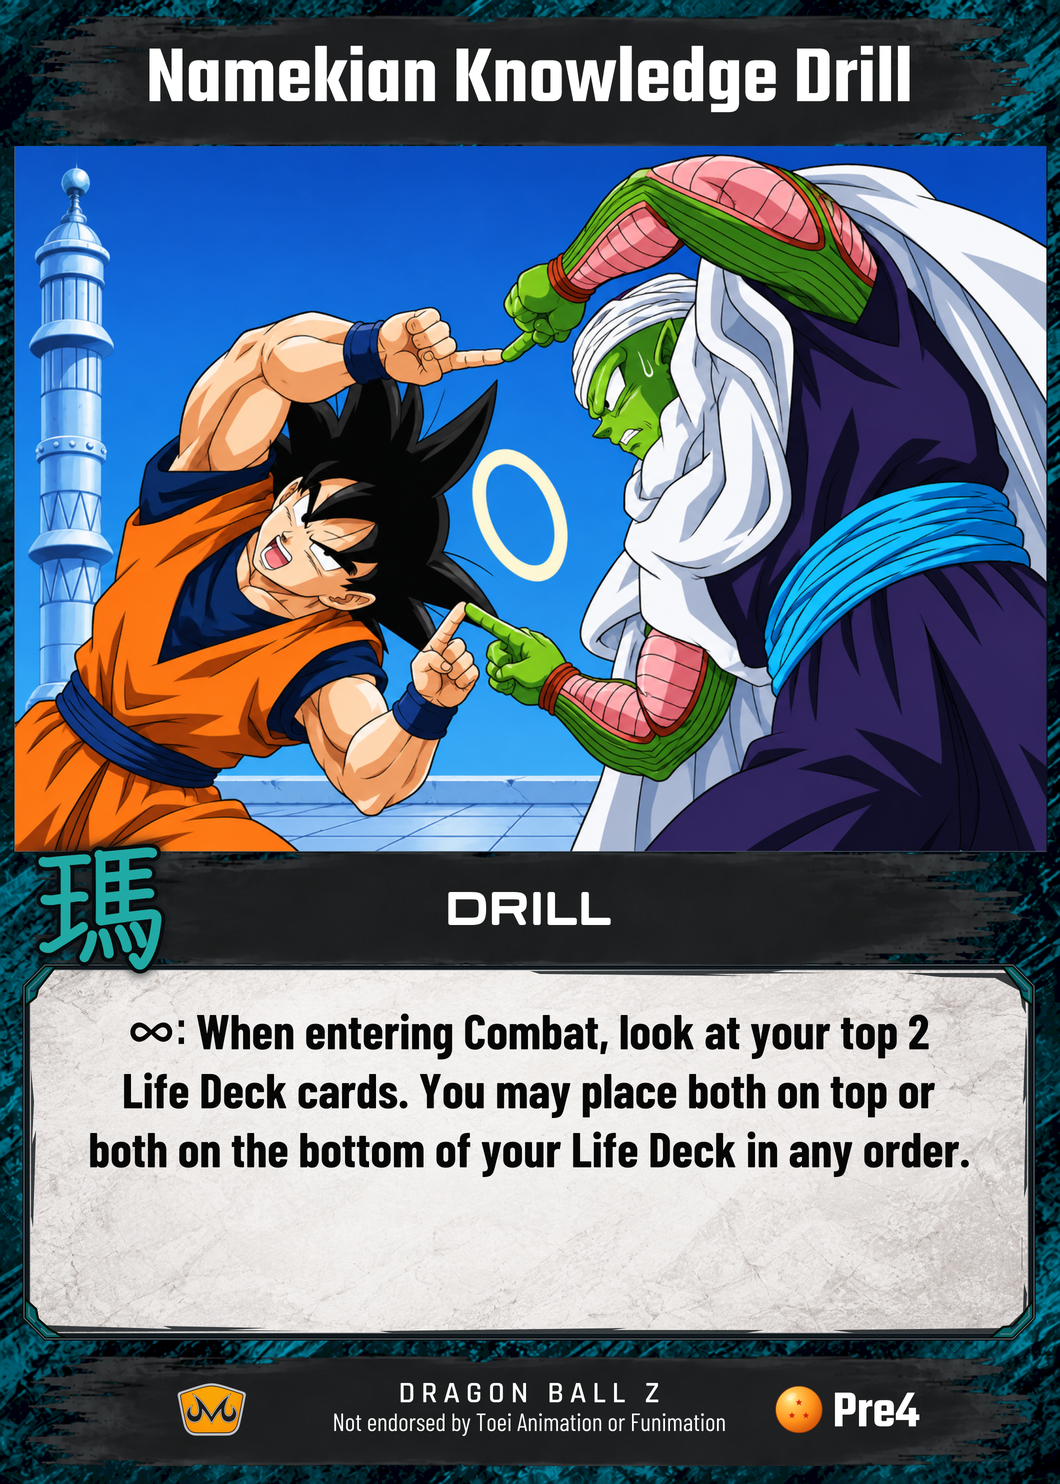 Namekian Knowledge Drill
瑪
DRILL
∞: When entering Combat, look at your top 2
Life Deck cards. You may place both on top or
both on the bottom of your Life Deck in any order.
DRAGON BALL Z
Not endorsed by Toei Animation or Funimation
Pre4